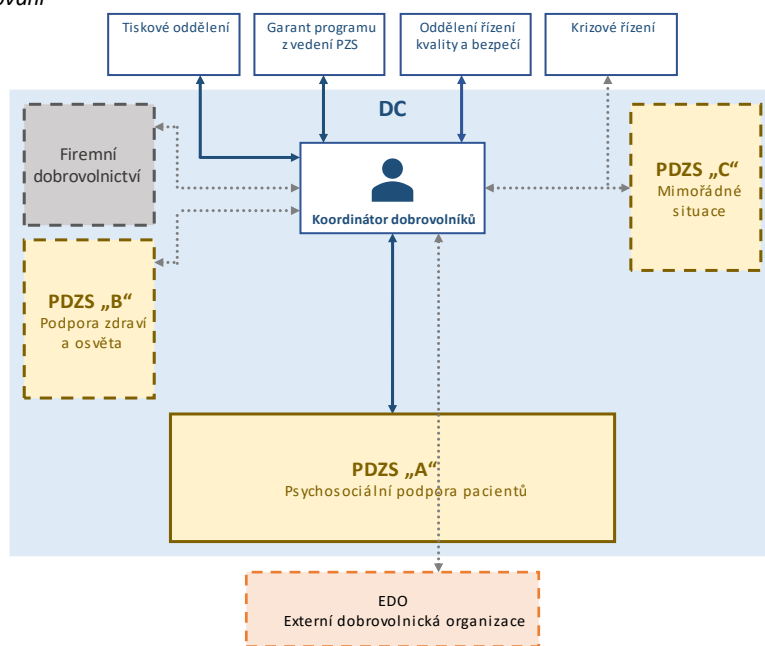 ování
Tiskové oddělení
Garant programu
z vedení PZS
Oddělení řízení
kvality a bezpečí
Krizové řízení
DC
Firemní
dobrovolnictví
Koordinátor dobrovolníků
PDZS „C“
Mimořádné
situace
PDZS „B“
Podpora zdraví
a osvěta
PDZS „A“
Psychosociální podpora pacientů
EDO
Externí dobrovolnická organizace